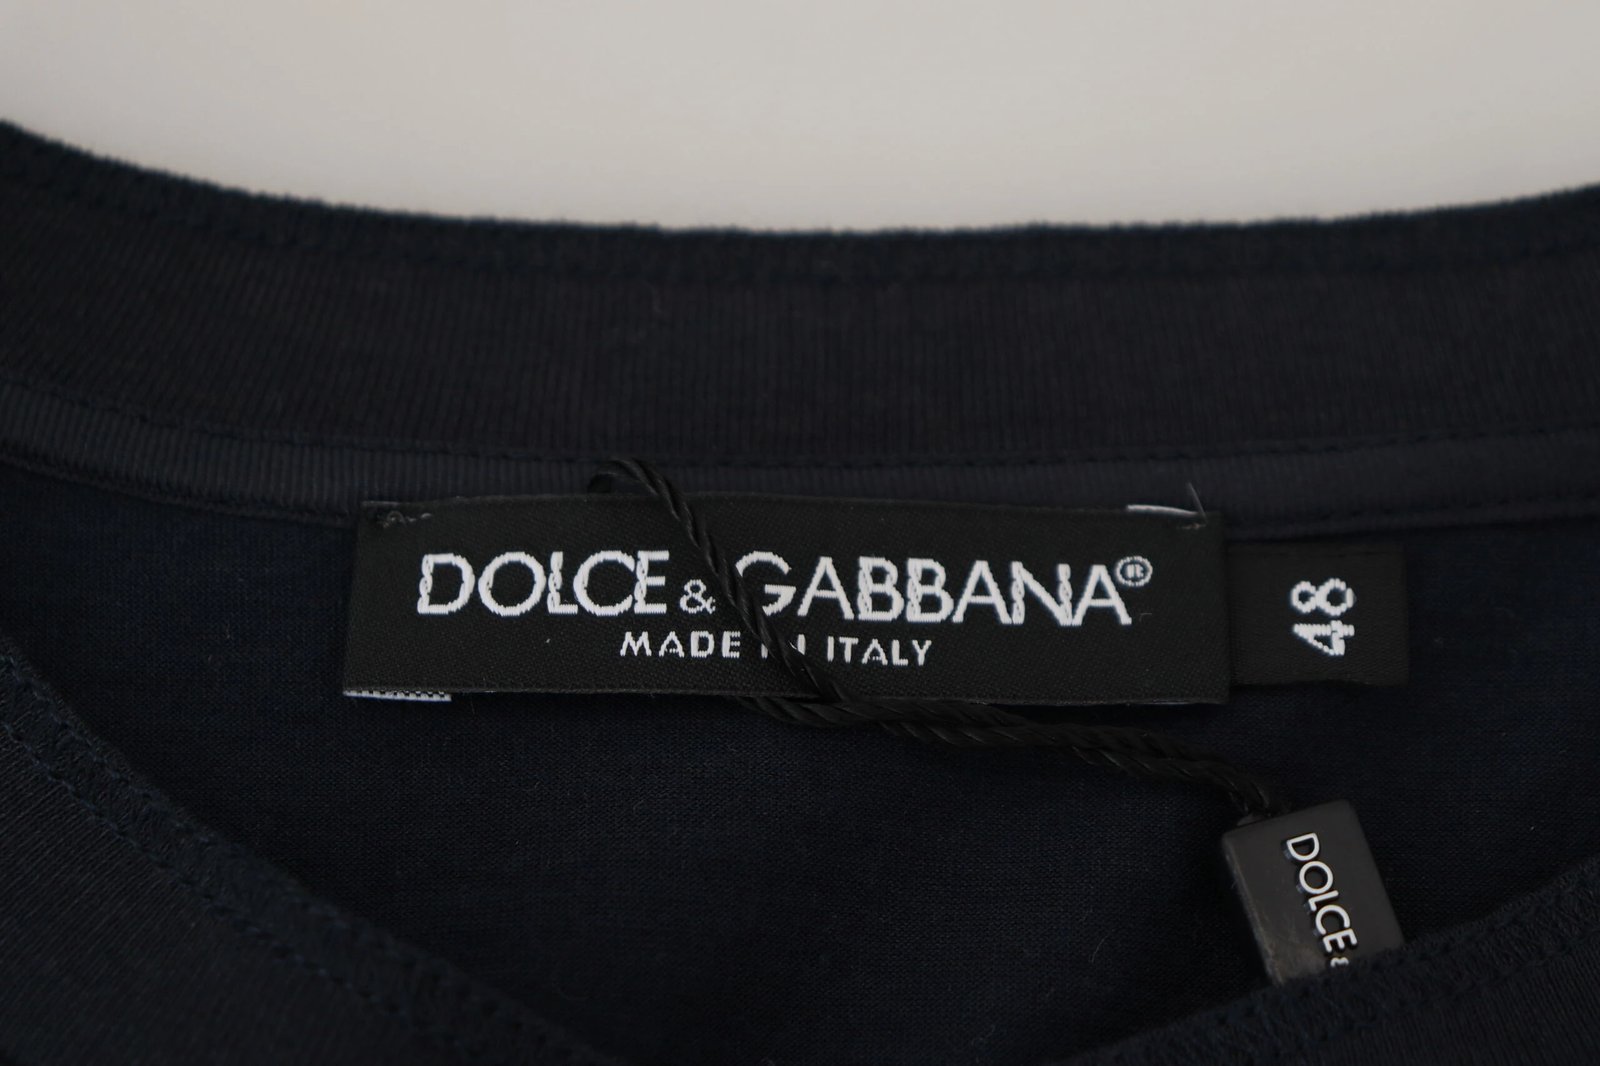 DOLCE & GABBANA®
MADE IN ITALY
48
DOLCE &